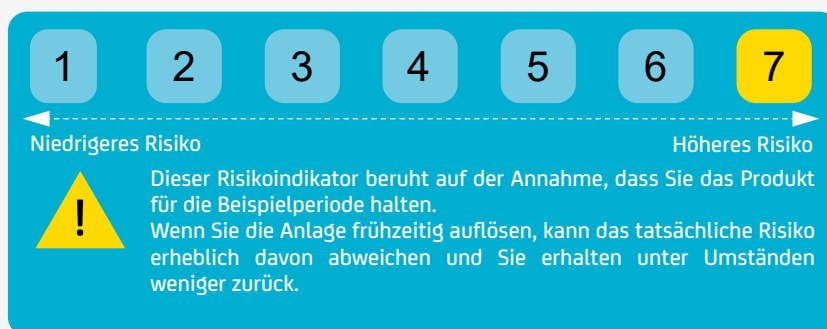 1 2 3 4 5 6 7
Niedrigeres Risiko Höheres Risiko
!
Dieser Risikoindikator beruht auf der Annahme, dass Sie das Produkt
für die Beispielperiode halten.
Wenn Sie die Anlage frühzeitig auflösen, kann das tatsächliche Risiko
erheblich davon abweichen und Sie erhalten unter Umständen
weniger zurück.